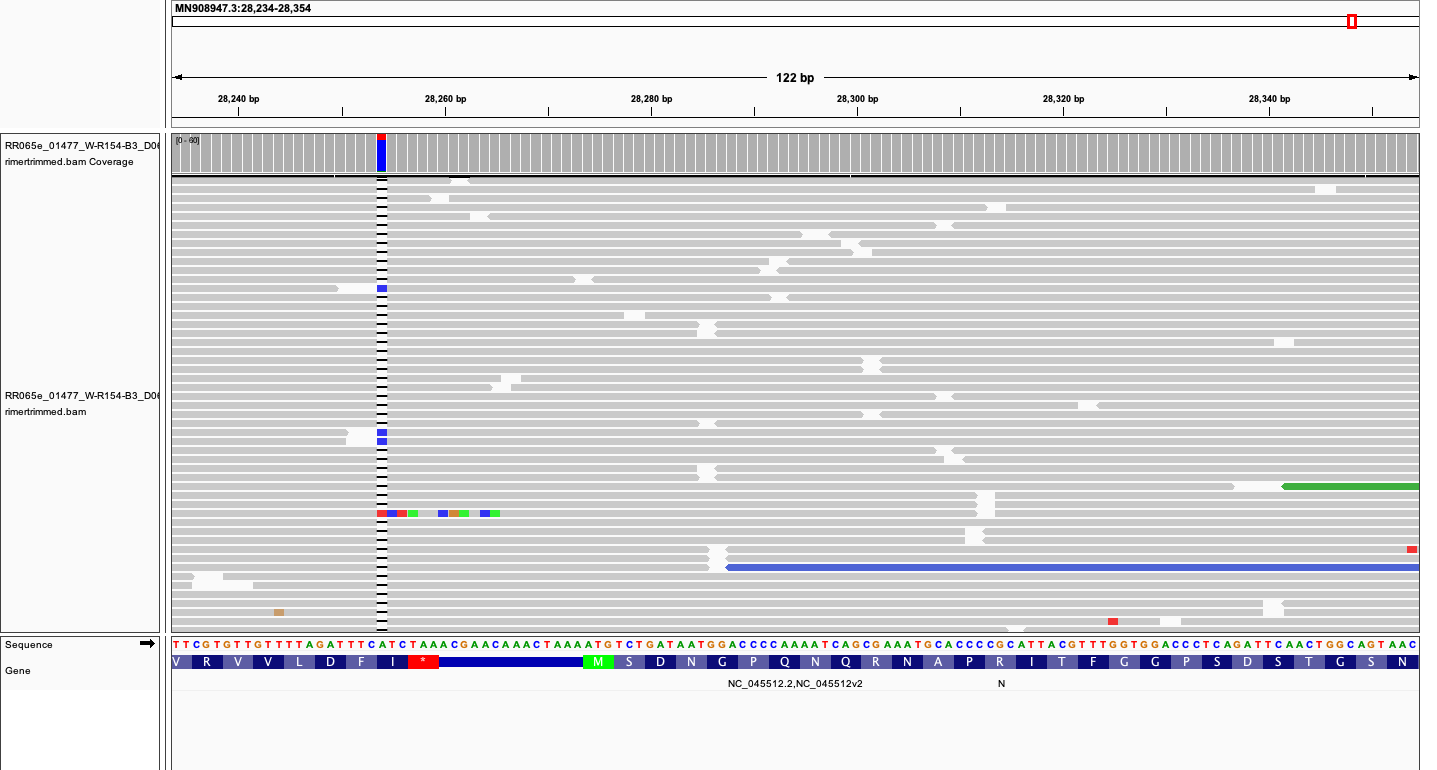 MN908947.3:28,234-28,354
122 bp
28,240 bp 28,260 bp 28,280 bp 28,300 bp 28,320 bp 28,340 bp
RR065e_01477_W-R154-B3_D0
rimertrimmed.bam Coverage
[0 - 60]
RR065e_01477_W-R154-B3_D0
rimertrimmed.bam
Sequence
TTCGTGTTGTTTTAGATTTCATCTAAACGAACAAACTAAAATGTCTGATAATGGACCCCAAAATCAGCGAAATGCACCCCGCATTACGTTTGGTGGACCCTCAGATTCAACTGGCAGTAAC
Gene
V R V V L D F I * M S D N G P Q N Q R N A P R I T F G G P S D S T G S N
NC_045512.2,NC_045512v2 N